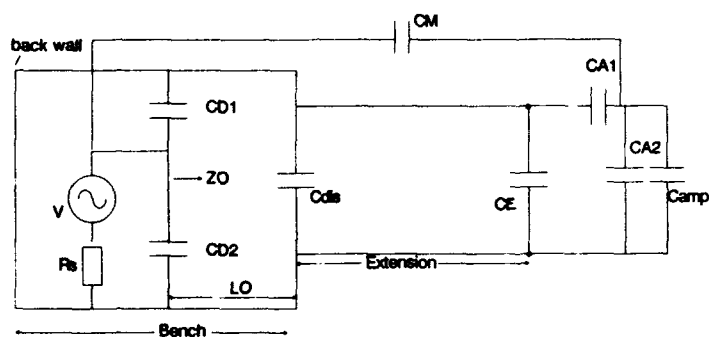 CM
back wall
CA1
CD1
CA2
ZO
V
Cdis
CE
Camp
CD2
Rs
Extension
LO
Bench